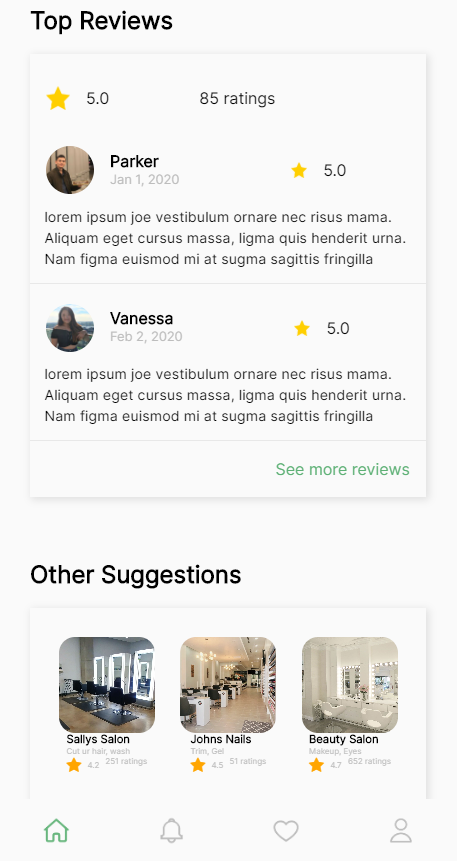 Top Reviews
5.0 85 ratings
Parker
Jan 1, 2020
5.0
lorem ipsum joe vestibulum ornare nec risus mama.
Aliquam eget cursus massa, ligma quis henderit urna.
Nam figma euismod mi at sugma sagittis fringilla
Vanessa
Feb 2, 2020
5.0
lorem ipsum joe vestibulum ornare nec risus mama.
Aliquam eget cursus massa, ligma quis henderit urna.
Nam figma euismod mi at sugma sagittis fringilla
See more reviews
Other Suggestions
Sallys Salon
Cut ur hair, wash
4.2 251 ratings
Johns Nails
Trim, Gel
4.5 51 ratings
Beauty Salon
Makeup, Eyes
4.7 652 ratings